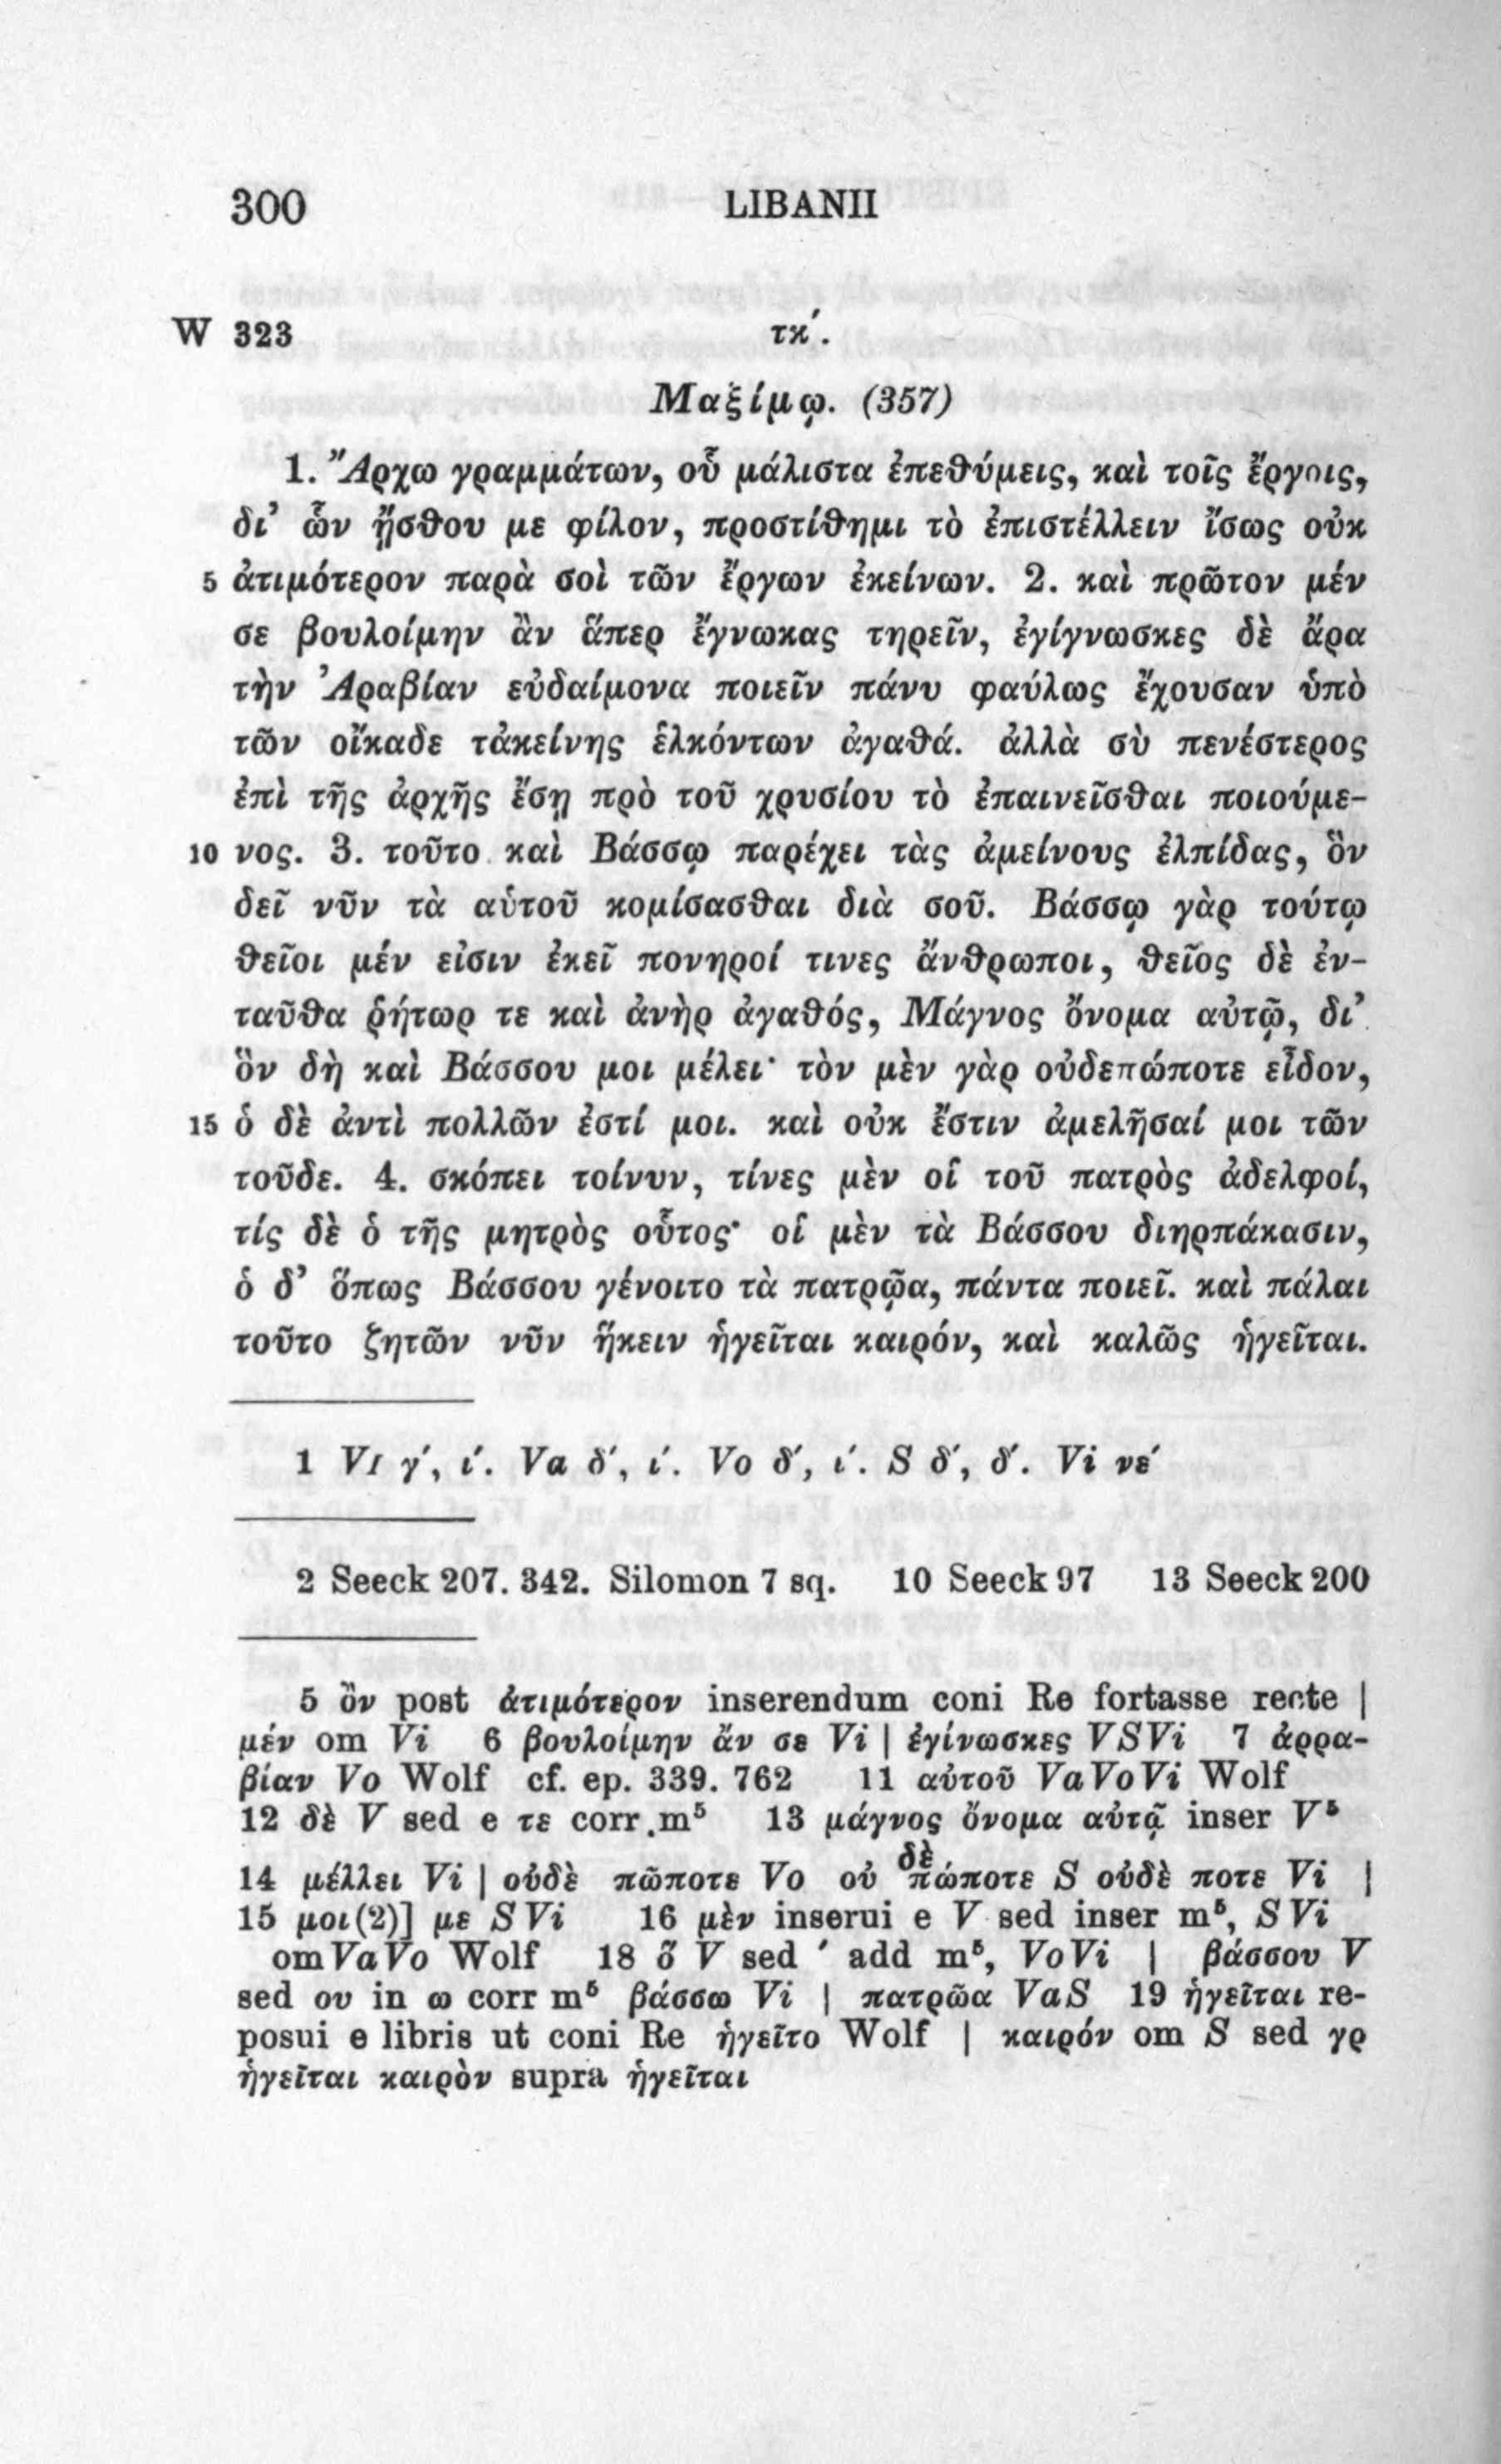 300 LIBANII
W 323 τκ΄.
Μαξίμῳ. (357)
1. Ἄρχω γραμμάτων, οὗ μάλιστα ἐπεθύμεις, καὶ τοῖς ἔργοις,
δι᾽ ὧν ᾔσθου με φίλον, προστίθημι τὸ ἐπιστέλλειν ἴσως οὐκ
5 ἀτιμότερον παρὰ σοὶ τῶν ἔργων ἐκείνων. 2. καὶ πρῶτον μέν
σε βουλοίμην ἂν ἅπερ ἔγνωκας τηρεῖν, ἐγίγνωσκες δὲ ἄρα
τὴν Ἀραβίαν εὐδαίμονα ποιεῖν πάνυ φαύλως ἔχουσαν ὑπὸ
τῶν οἴκαδε τἀκείνης ἑλκόντων ἀγαθά. ἀλλὰ σὺ πενέστερος
ἐπὶ τῆς ἀρχῆς ἔσῃ πρὸ τοῦ χρυσίου τὸ ἐπαινεῖσθαι ποιούμε-
10 νος. 3. τοῦτο καὶ Βάσσῳ παρέχει τὰς ἀμείνους ἐλπίδας, ὃν
δεῖ νῦν τὰ αὑτοῦ κομίσασθαι διὰ σοῦ. Βάσσῳ γὰρ τούτῳ
θεῖοι μέν εἰσιν ἐκεῖ πονηροί τινες ἄνθρωποι, θεῖος δὲ ἐν-
ταῦθα ῥήτωρ τε καὶ ἀνὴρ ἀγαθός, Μάγνος ὄνομα αὐτῷ, δι᾽
ὃν δὴ καὶ Βάσσου μοι μέλει· τὸν μὲν γὰρ οὐδεπώποτε εἶδον,
15 ὁ δὲ ἀντὶ πολλῶν ἐστί μοι. καὶ οὐκ ἔστιν ἀμελῆσαί μοι τῶν
τοῦδε. 4. σκόπει τοίνυν, τίνες μὲν οἱ τοῦ πατρὸς ἀδελφοί,
τίς δὲ ὁ τῆς μητρὸς οὗτος· οἱ μὲν τὰ Βάσσου διηρπάκασιν,
ὁ δ᾽ ὅπως Βάσσου γένοιτο τὰ πατρῷα, πάντα ποιεῖ. καὶ πάλαι
τοῦτο ζητῶν νῦν ἥκειν ἡγεῖται καιρόν, καὶ καλῶς ἡγεῖται.
1 VI γ΄, ι΄. Va δ΄, ι΄. Vo δ΄, ι΄. S δ΄, δ΄. Vi νε΄
2 Seeck 207. 342. Silomon 7 sq. 10 Seeck 97 13 Seeck 200
5 ὂν post ἀτιμότερον inserendum coni Re fortasse recte |
μέν om Vi 6 βουλοίμην ἄν σε Vi | ἐγίνωσκες VSVi 7 ἀρρα-
βίαν Vo Wolf cf. ep. 339. 762 11 αὐτοῦ VaVoVi Wolf
12 δὲ V sed e τε corr. m⁵ 13 μάγνος ὄνομα αὐτῷ inser V⁵
14 μέλλει Vi | οὐδὲ πῶποτε Vo οὐ δὲ πώποτε S οὐδὲ ποτε Vi |
15 μοι(2)] με SVi 16 μὲν inserui e V sed inser m⁵, SVi
om VaVo Wolf 18 ὅ V sed ΄ add m⁵, VoVi | βάσσου V
sed ου in ω corr m⁵ βάσσω Vi | πατρῶα VaS 19 ἡγεῖται re-
posui e libris ut coni Re ἡγεῖτο Wolf | καιρόν om S sed γρ
ἡγεῖται καιρὸν supra ἡγεῖται